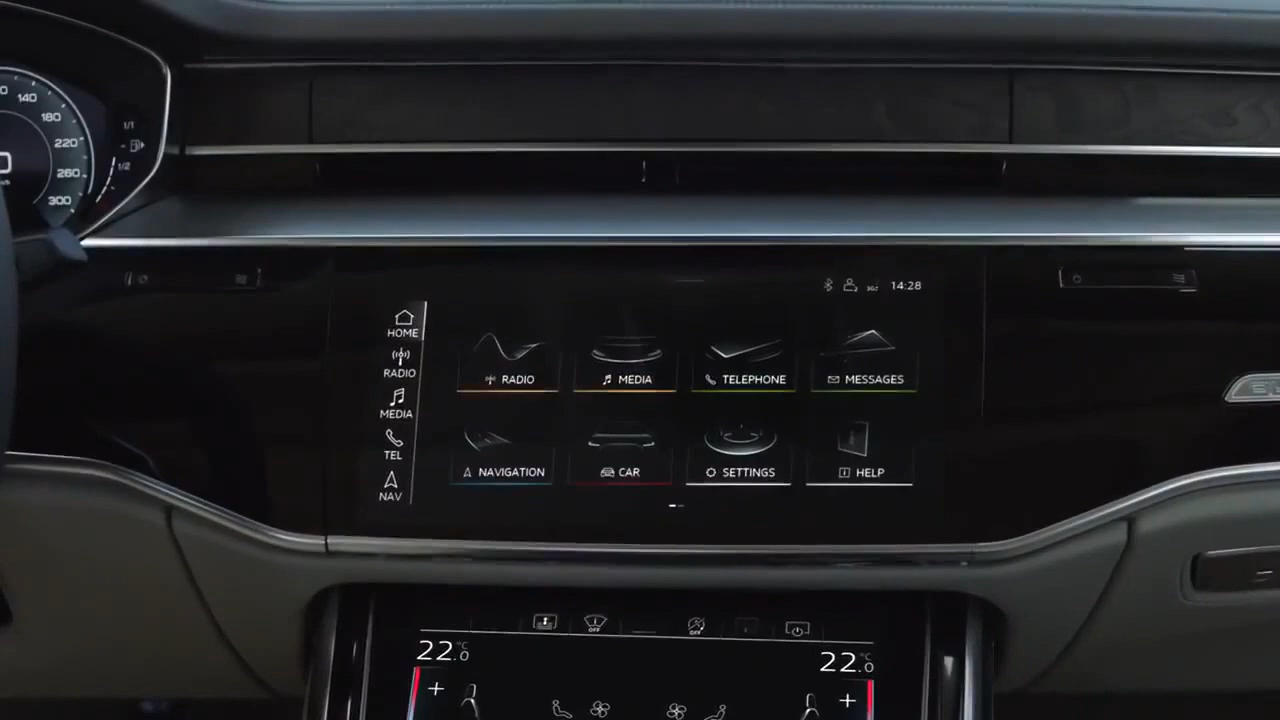 140
180
220
260
300
1/1
1/2
14:28
HOME
RADIO
MEDIA
TEL
NAV
RADIO
MEDIA
TELEPHONE
MESSAGES
NAVIGATION
CAR
SETTINGS
HELP
OFF
OFF
22.0 °C
22.0 °C